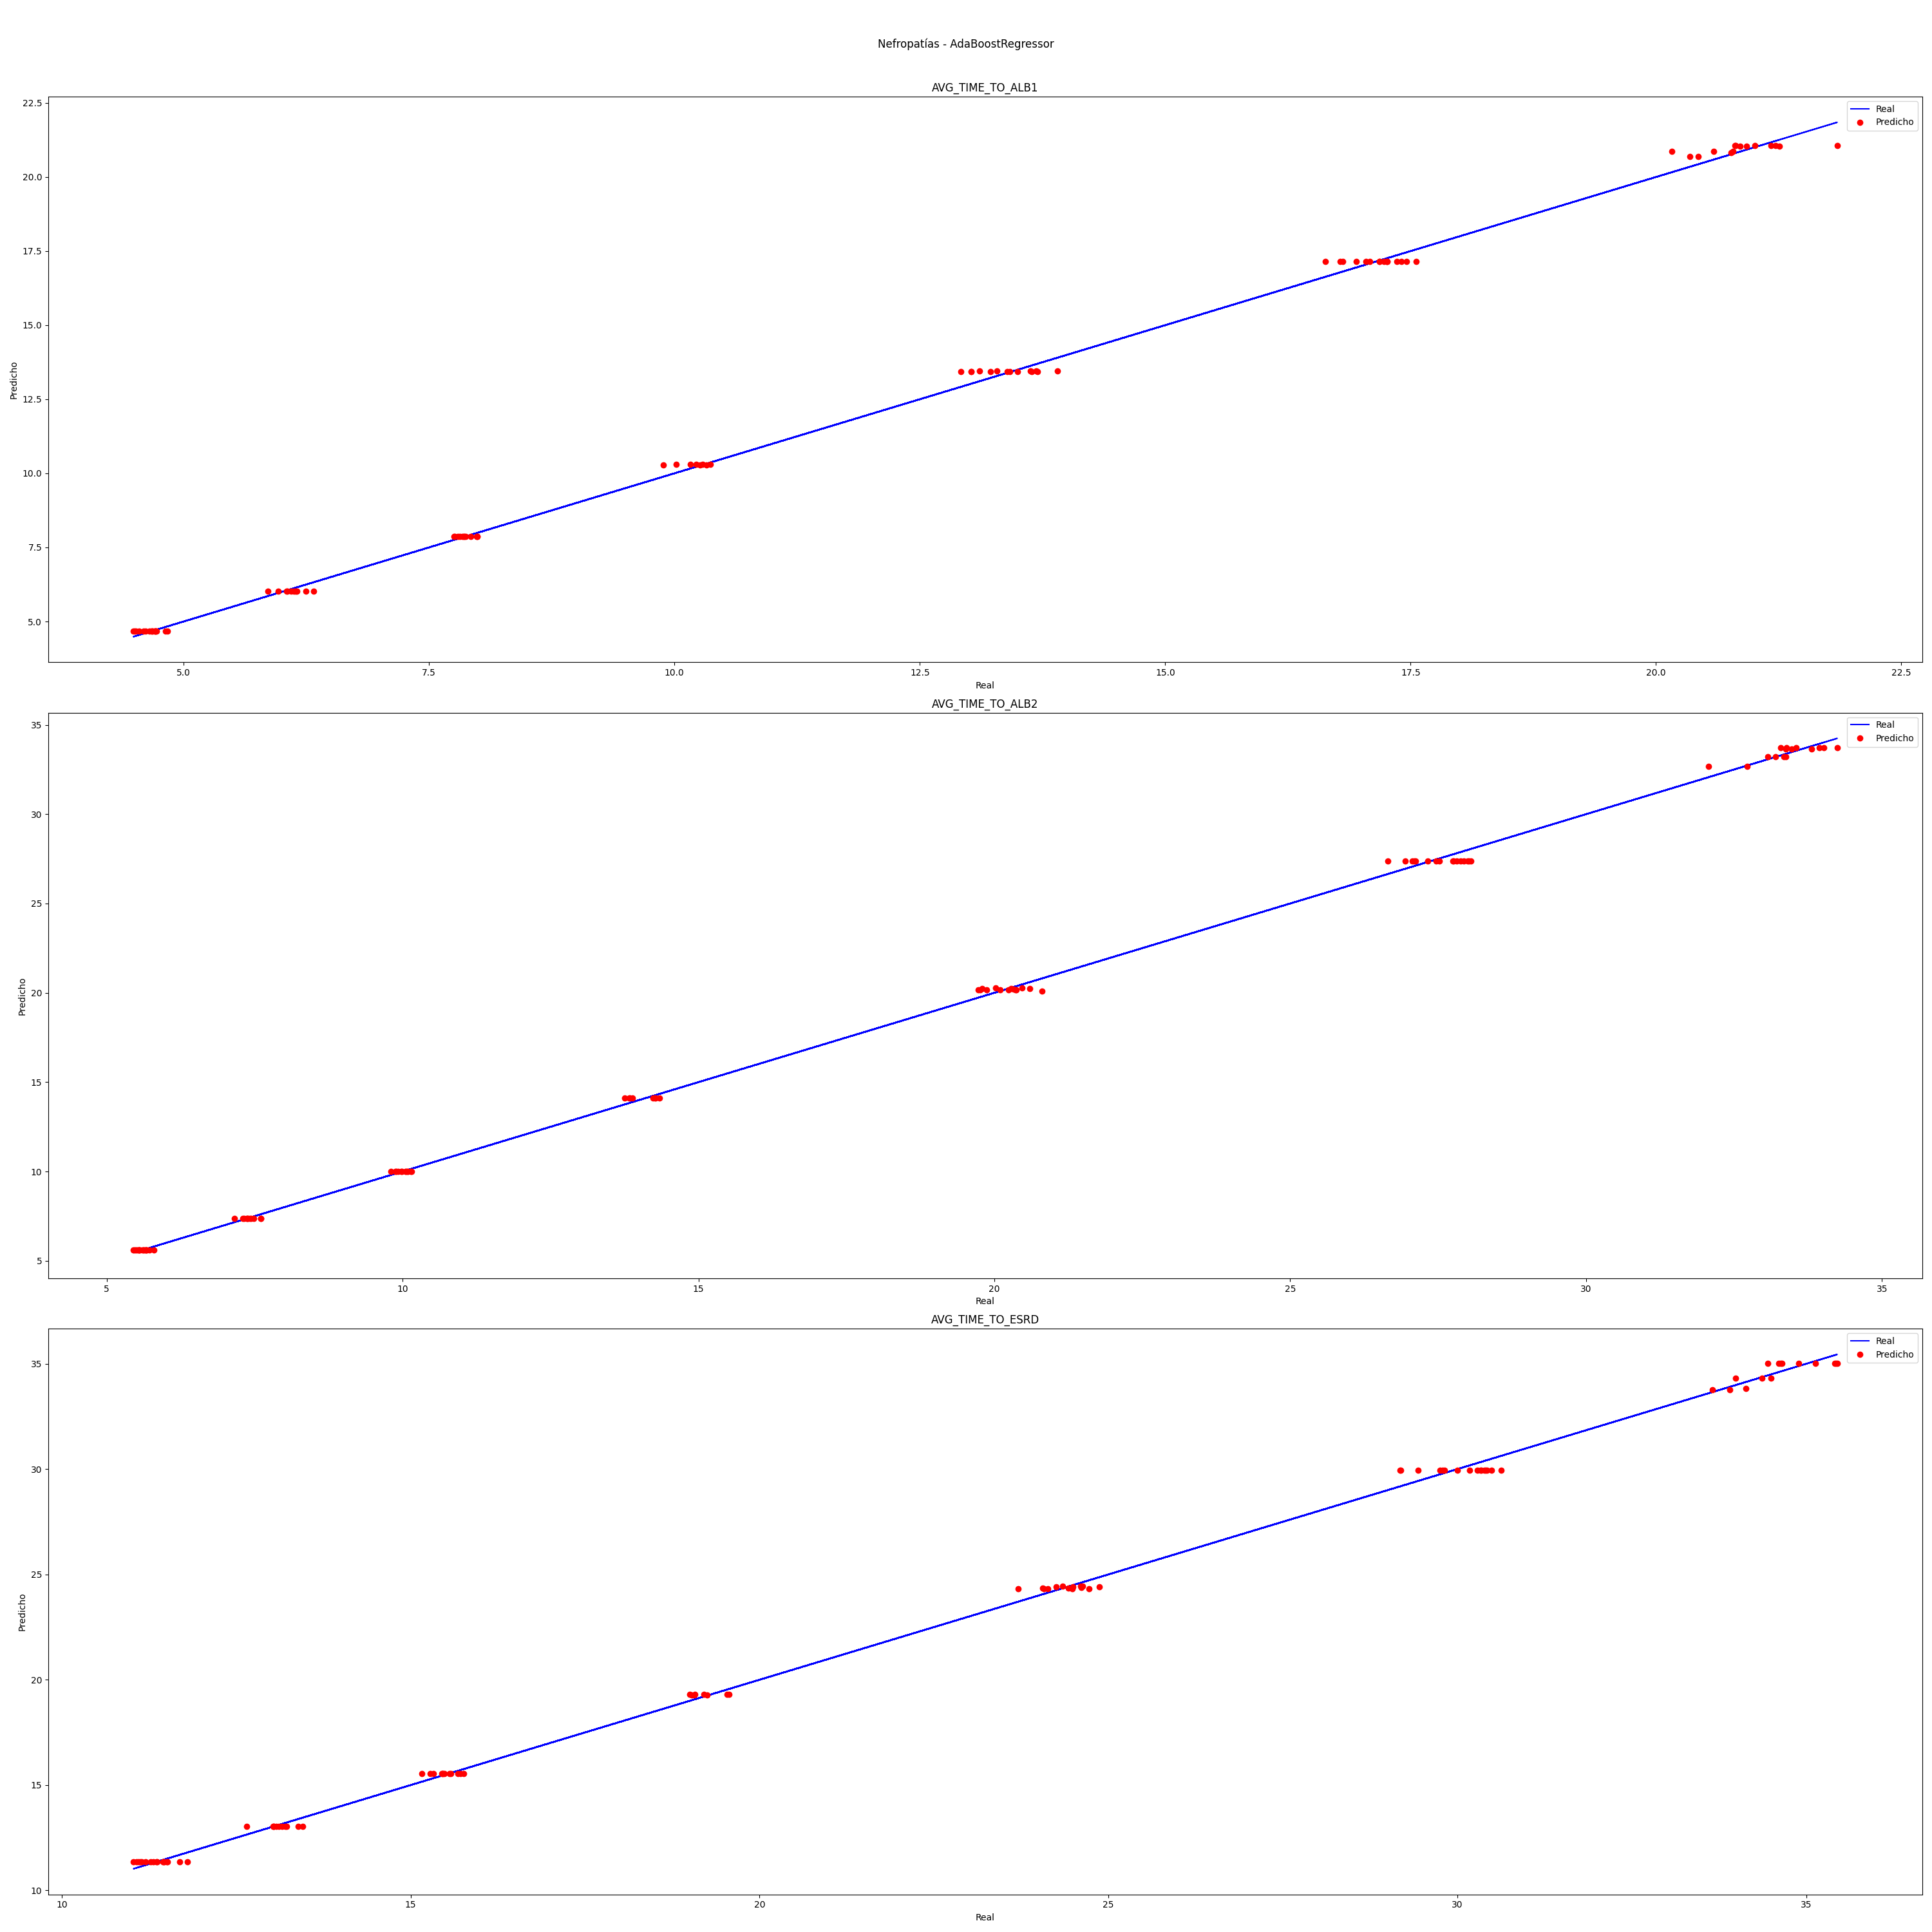 Nefropatías - AdaBoostRegressor
AVG_TIME_TO_ALB1
22.5
20.0
17.5
15.0
12.5
10.0
7.5
5.0
Predicho
Real
Predicho
5.0 7.5 10.0 12.5 15.0 17.5 20.0 22.5
Real
AVG_TIME_TO_ALB2
35
30
25
20
15
10
5
Predicho
Real
Predicho
5 10 15 20 25 30 35
Real
AVG_TIME_TO_ESRD
35
30
25
20
15
10
Predicho
Real
Predicho
10 15 20 25 30 35
Real